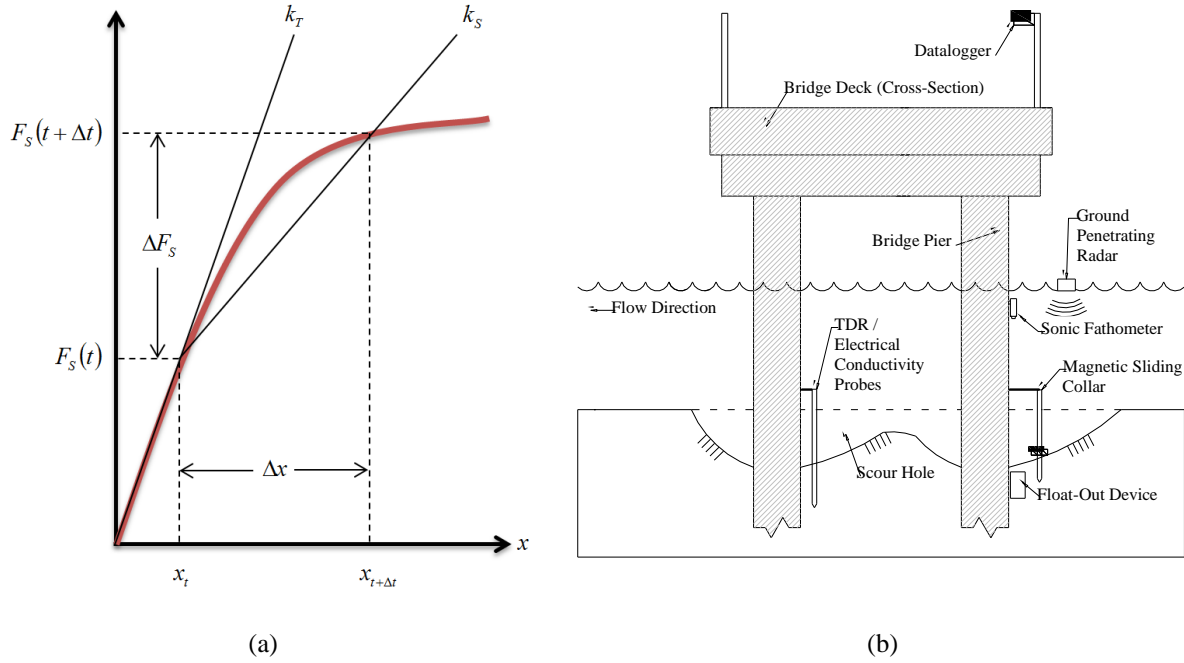 k_T
k_S
F_S(t + Δt)
ΔF_S
F_S(t)
Δx
x
x_t
x_{t+Δt}
(a)
Datalogger
Bridge Deck (Cross-Section)
Bridge Pier
Ground
Penetrating
Radar
Flow Direction
Sonic Fathometer
TDR /
Electrical
Conductivity
Probes
Magnetic Sliding
Collar
Scour Hole
Float-Out Device
(b)